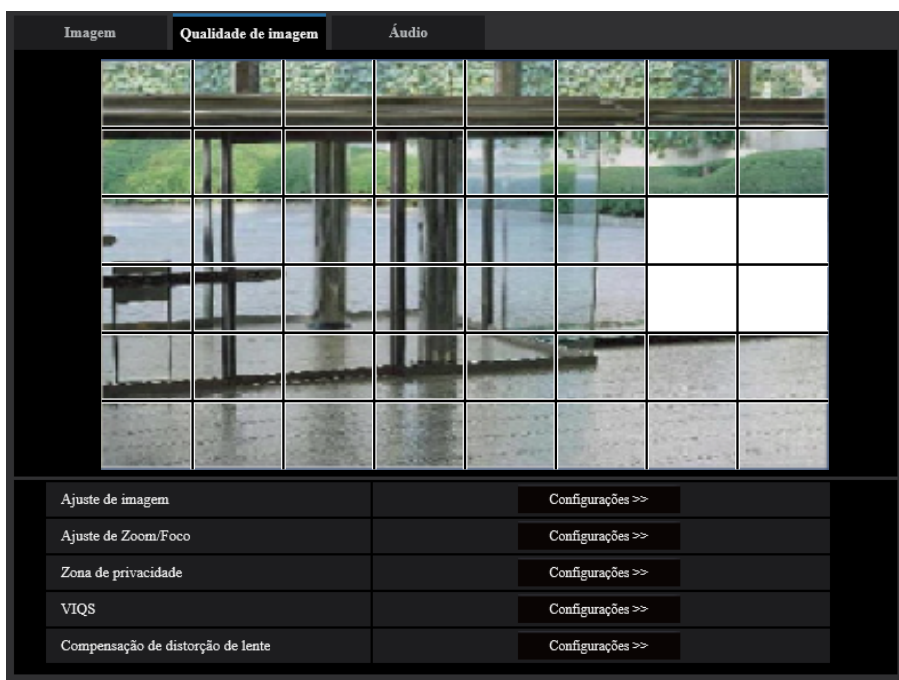 Imagem
Qualidade de imagem
Áudio
Ajuste de imagem
Configurações >>
Ajuste de Zoom/Foco
Configurações >>
Zona de privacidade
Configurações >>
VIQS
Configurações >>
Compensação de distorção de lente
Configurações >>